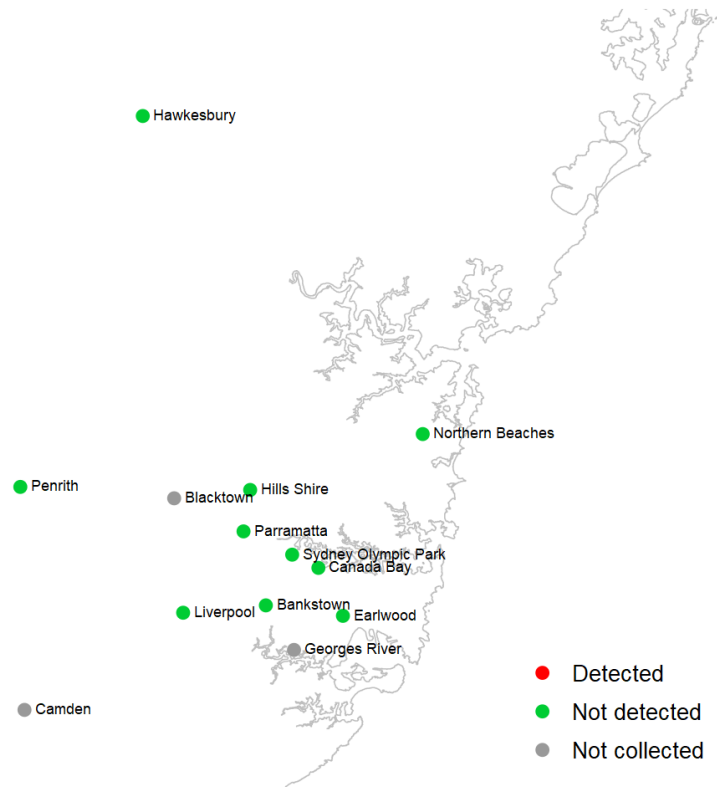 Hawkesbury
Northern Beaches
Penrith
Hills Shire
Blacktown
Parramatta
Sydney Olympic Park
Canada Bay
Bankstown
Liverpool
Earlwood
Georges River
Camden
Detected
Not detected
Not collected